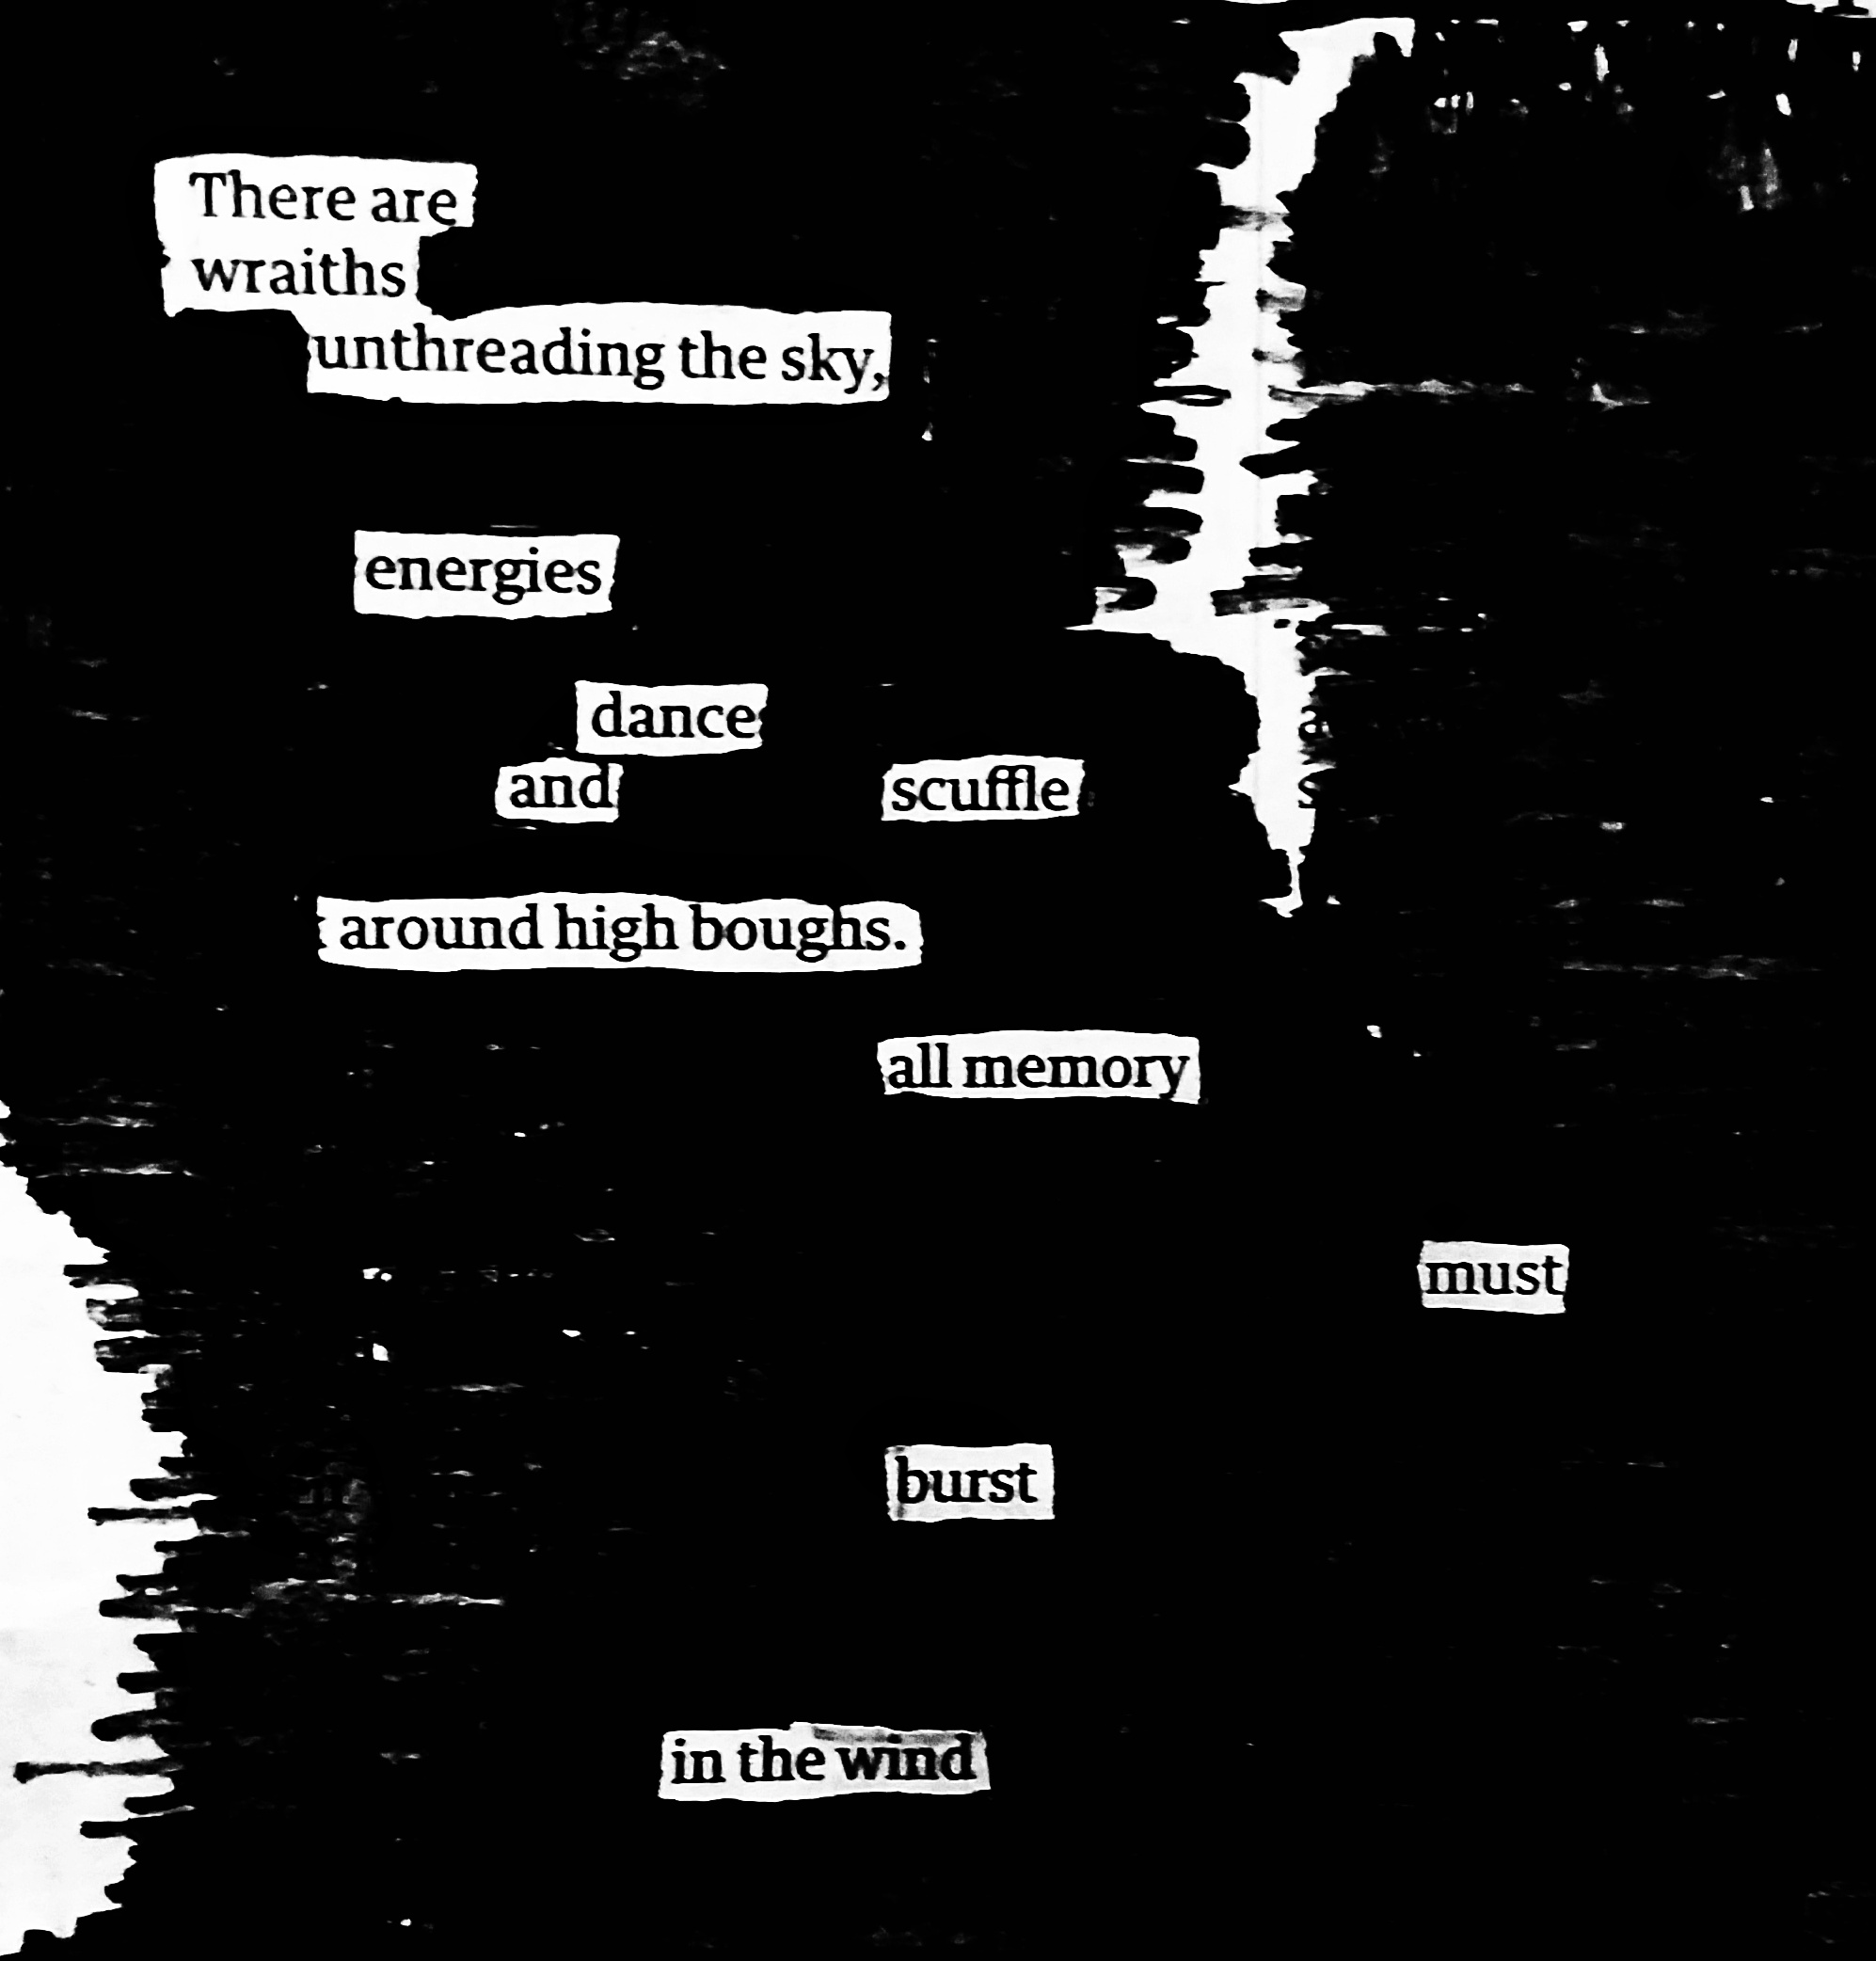 There are
wraiths
unthreading the sky,
energies
dance
and scuffle
around high boughs.
all memory
must
burst
in the wind